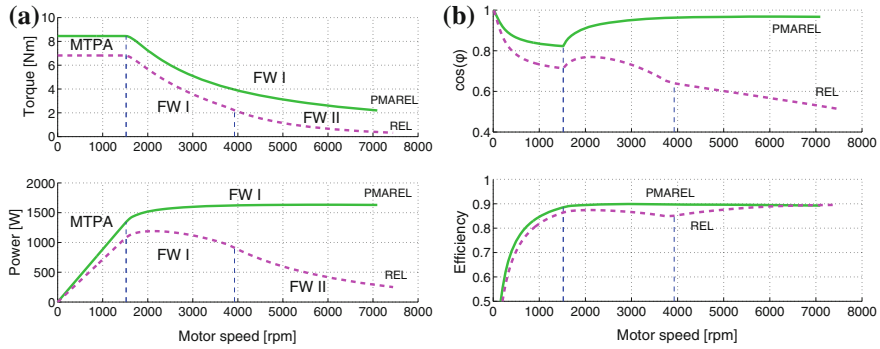 (a)
Torque [Nm]
10
8
6
4
2
0
MTPA
FW I
FW I
FW II
PMAREL
REL
0 1000 2000 3000 4000 5000 6000 7000 8000
Power [W]
2000
1500
1000
500
0
MTPA
FW I
FW I
FW II
PMAREL
REL
0 1000 2000 3000 4000 5000 6000 7000 8000
Motor speed [rpm]
(b)
cos(φ)
1
0.8
0.6
0.4
PMAREL
REL
0 1000 2000 3000 4000 5000 6000 7000 8000
Efficiency
1
0.9
0.8
0.7
0.6
0.5
PMAREL
REL
0 1000 2000 3000 4000 5000 6000 7000 8000
Motor speed [rpm]